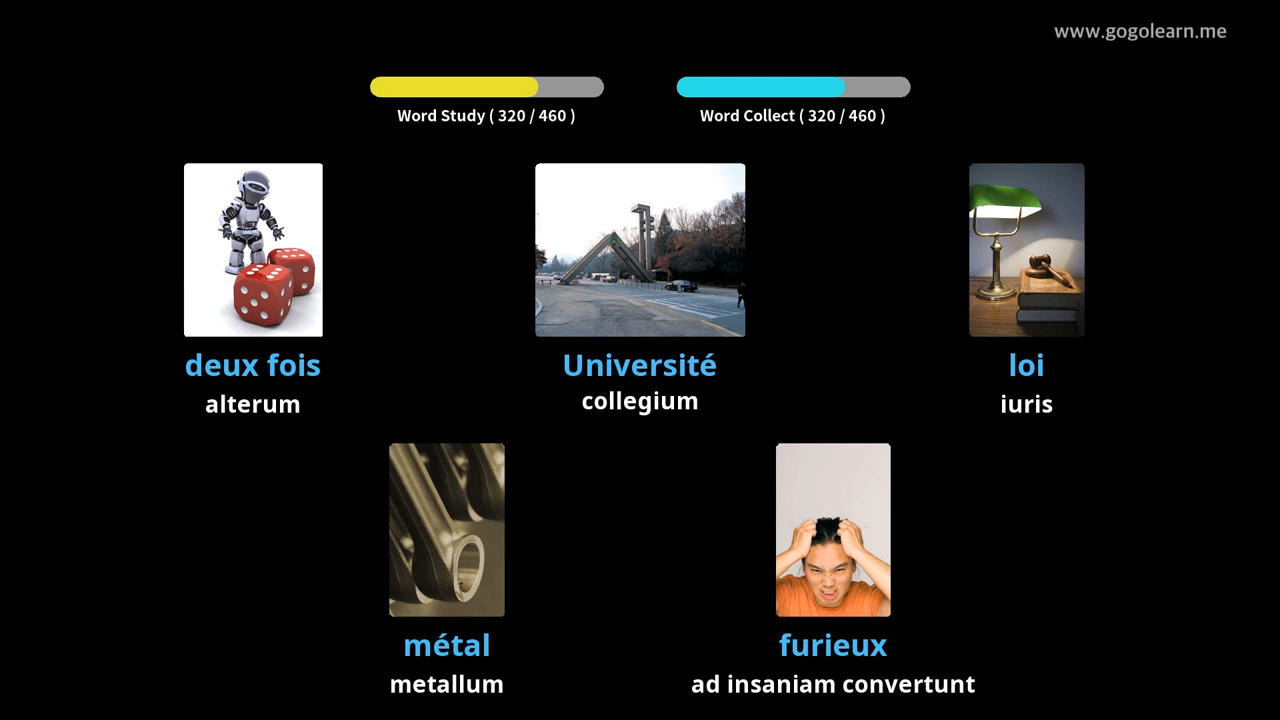 www.gogolearn.me
Word Study ( 320 / 460 )
Word Collect ( 320 / 460 )
deux fois
alterum
Université
collegium
loi
iuris
métal
metallum
furieux
ad insaniam convertunt